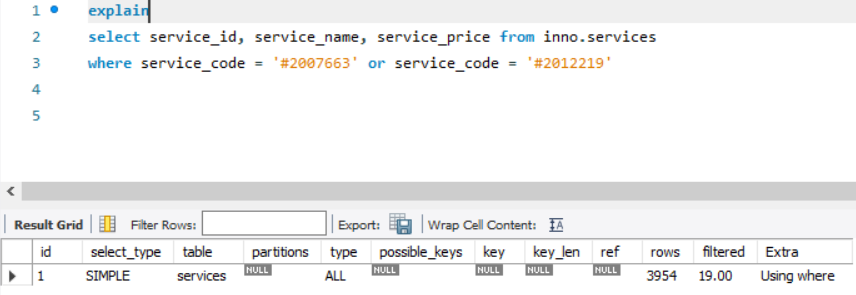 1 explain
2 select service_id, service_name, service_price from inno.services
3 where service_code = '#2007663' or service_code = '#2012219'
4
5
Result Grid Filter Rows: Export: Wrap Cell Content: IA
id select_type table partitions type possible_keys key key_len ref rows filtered Extra
1 SIMPLE services NULL ALL NULL NULL NULL NULL 3954 19.00 Using where